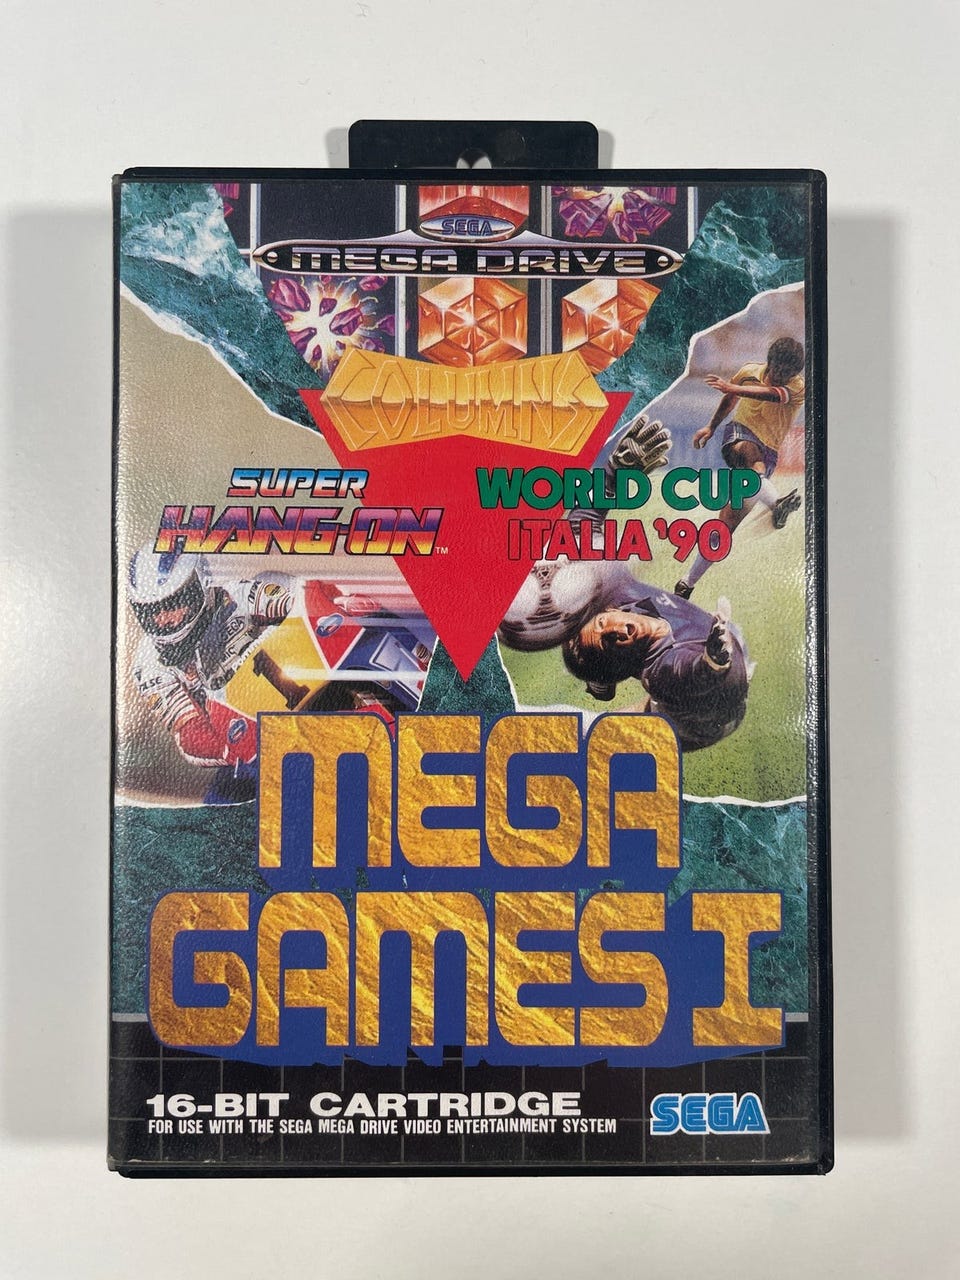 SEGA
MEGA DRIVE
COLUMNS
SUPER
HANG-ON™
WORLD CUP
ITALIA '90
MEGA
GAMES I
16-BIT CARTRIDGE
FOR USE WITH THE SEGA MEGA DRIVE VIDEO ENTERTAINMENT SYSTEM
SEGA